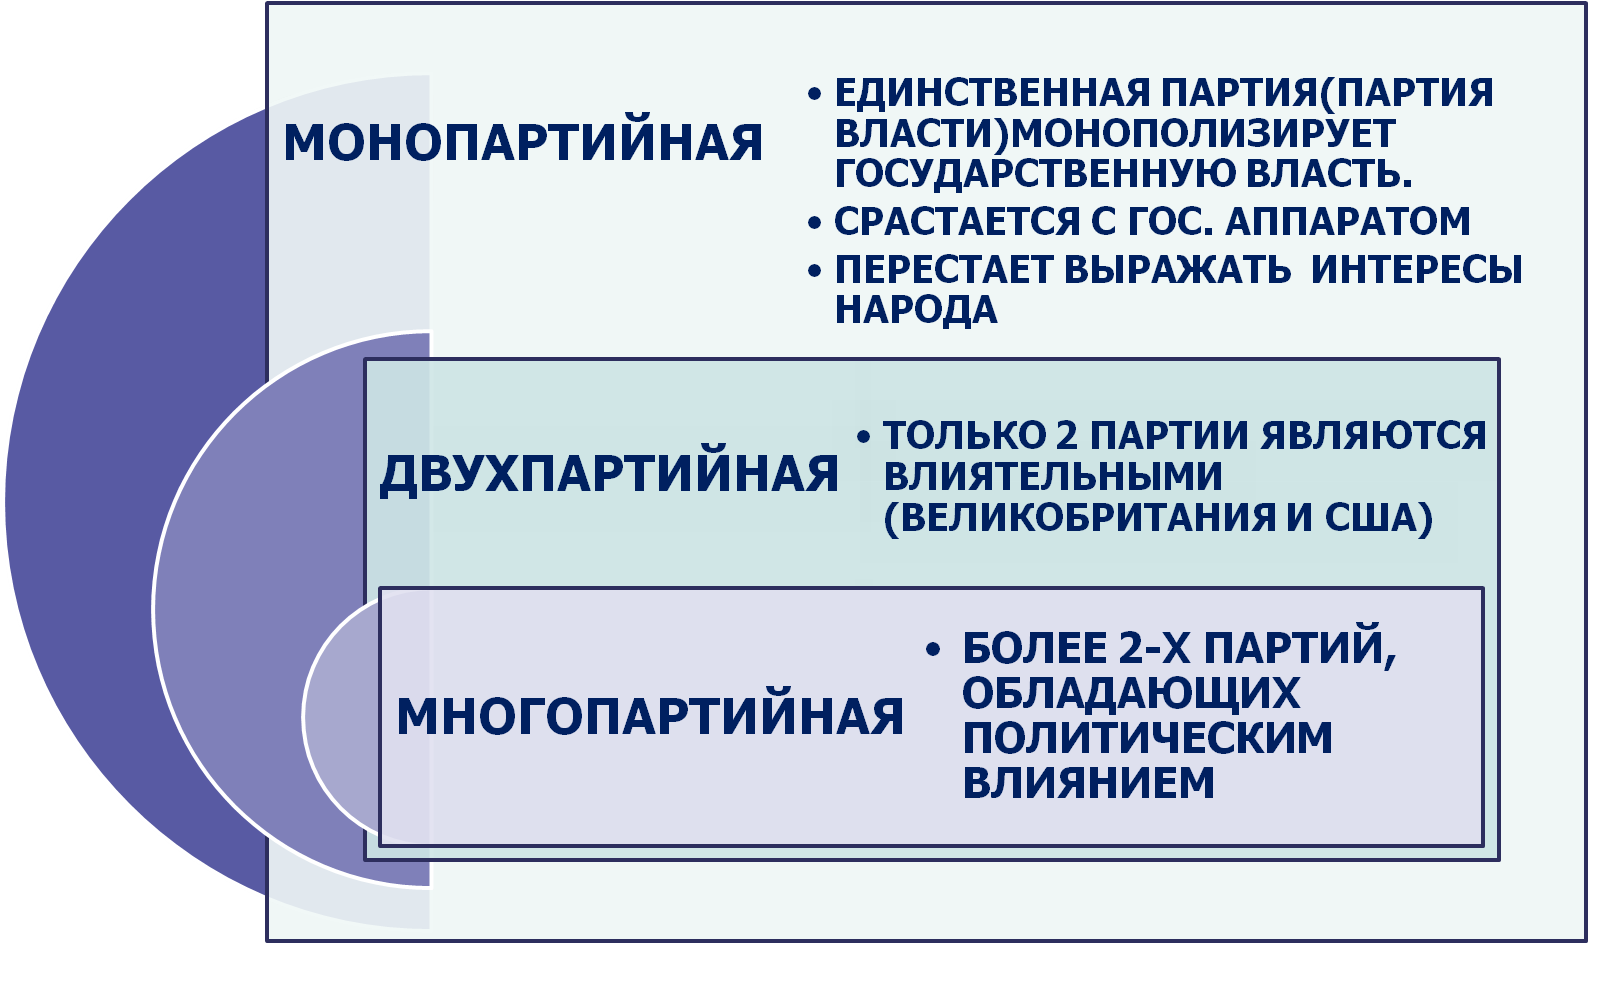 МОНОПАРТИЙНАЯ
• ЕДИНСТВЕННАЯ ПАРТИЯ(ПАРТИЯ
ВЛАСТИ)МОНОПОЛИЗИРУЕТ
ГОСУДАРСТВЕННУЮ ВЛАСТЬ.
• СРАСТАЕТСЯ С ГОС. АППАРАТОМ
• ПЕРЕСТАЕТ ВЫРАЖАТЬ  ИНТЕРЕСЫ
НАРОДА
ДВУХПАРТИЙНАЯ
• ТОЛЬКО 2 ПАРТИИ ЯВЛЯЮТСЯ
ВЛИЯТЕЛЬНЫМИ
(ВЕЛИКОБРИТАНИЯ И США)
МНОГОПАРТИЙНАЯ
• БОЛЕЕ 2-Х ПАРТИЙ,
ОБЛАДАЮЩИХ
ПОЛИТИЧЕСКИМ
ВЛИЯНИЕМ